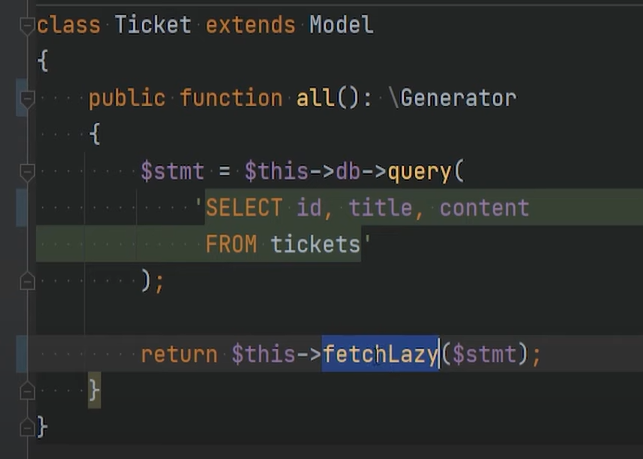 class Ticket extends Model
{
    public function all(): \Generator
    {
        $stmt = $this->db->query(
            'SELECT id, title, content
             FROM tickets'
        );

        return $this->fetchLazy($stmt);
    }
}